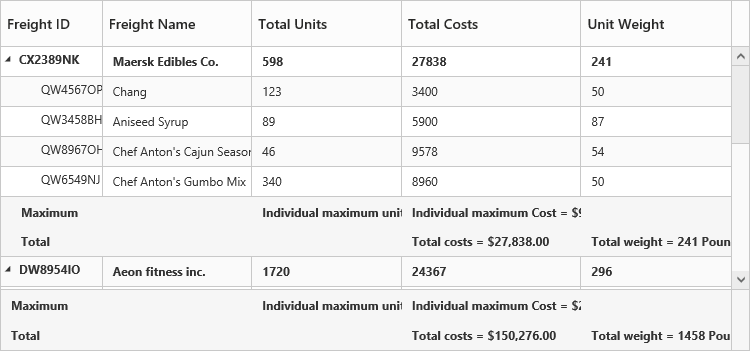 Freight ID Freight Name Total Units Total Costs Unit Weight
CX2389NK Maersk Edibles Co. 598 27838 241
QW4567OP Chang 123 3400 50
QW3458BH Aniseed Syrup 89 5900 87
QW8967OH Chef Anton's Cajun Season 46 9578 54
QW6549NJ Chef Anton's Gumbo Mix 340 8960 50
Maximum Individual maximum unit Individual maximum Cost = $9
Total Total costs = $27,838.00 Total weight = 241 Poun
DW8954IO Aeon fitness inc. 1720 24367 296
Maximum Individual maximum unit Individual maximum Cost = $2
Total Total costs = $150,276.00 Total weight = 1458 Pou